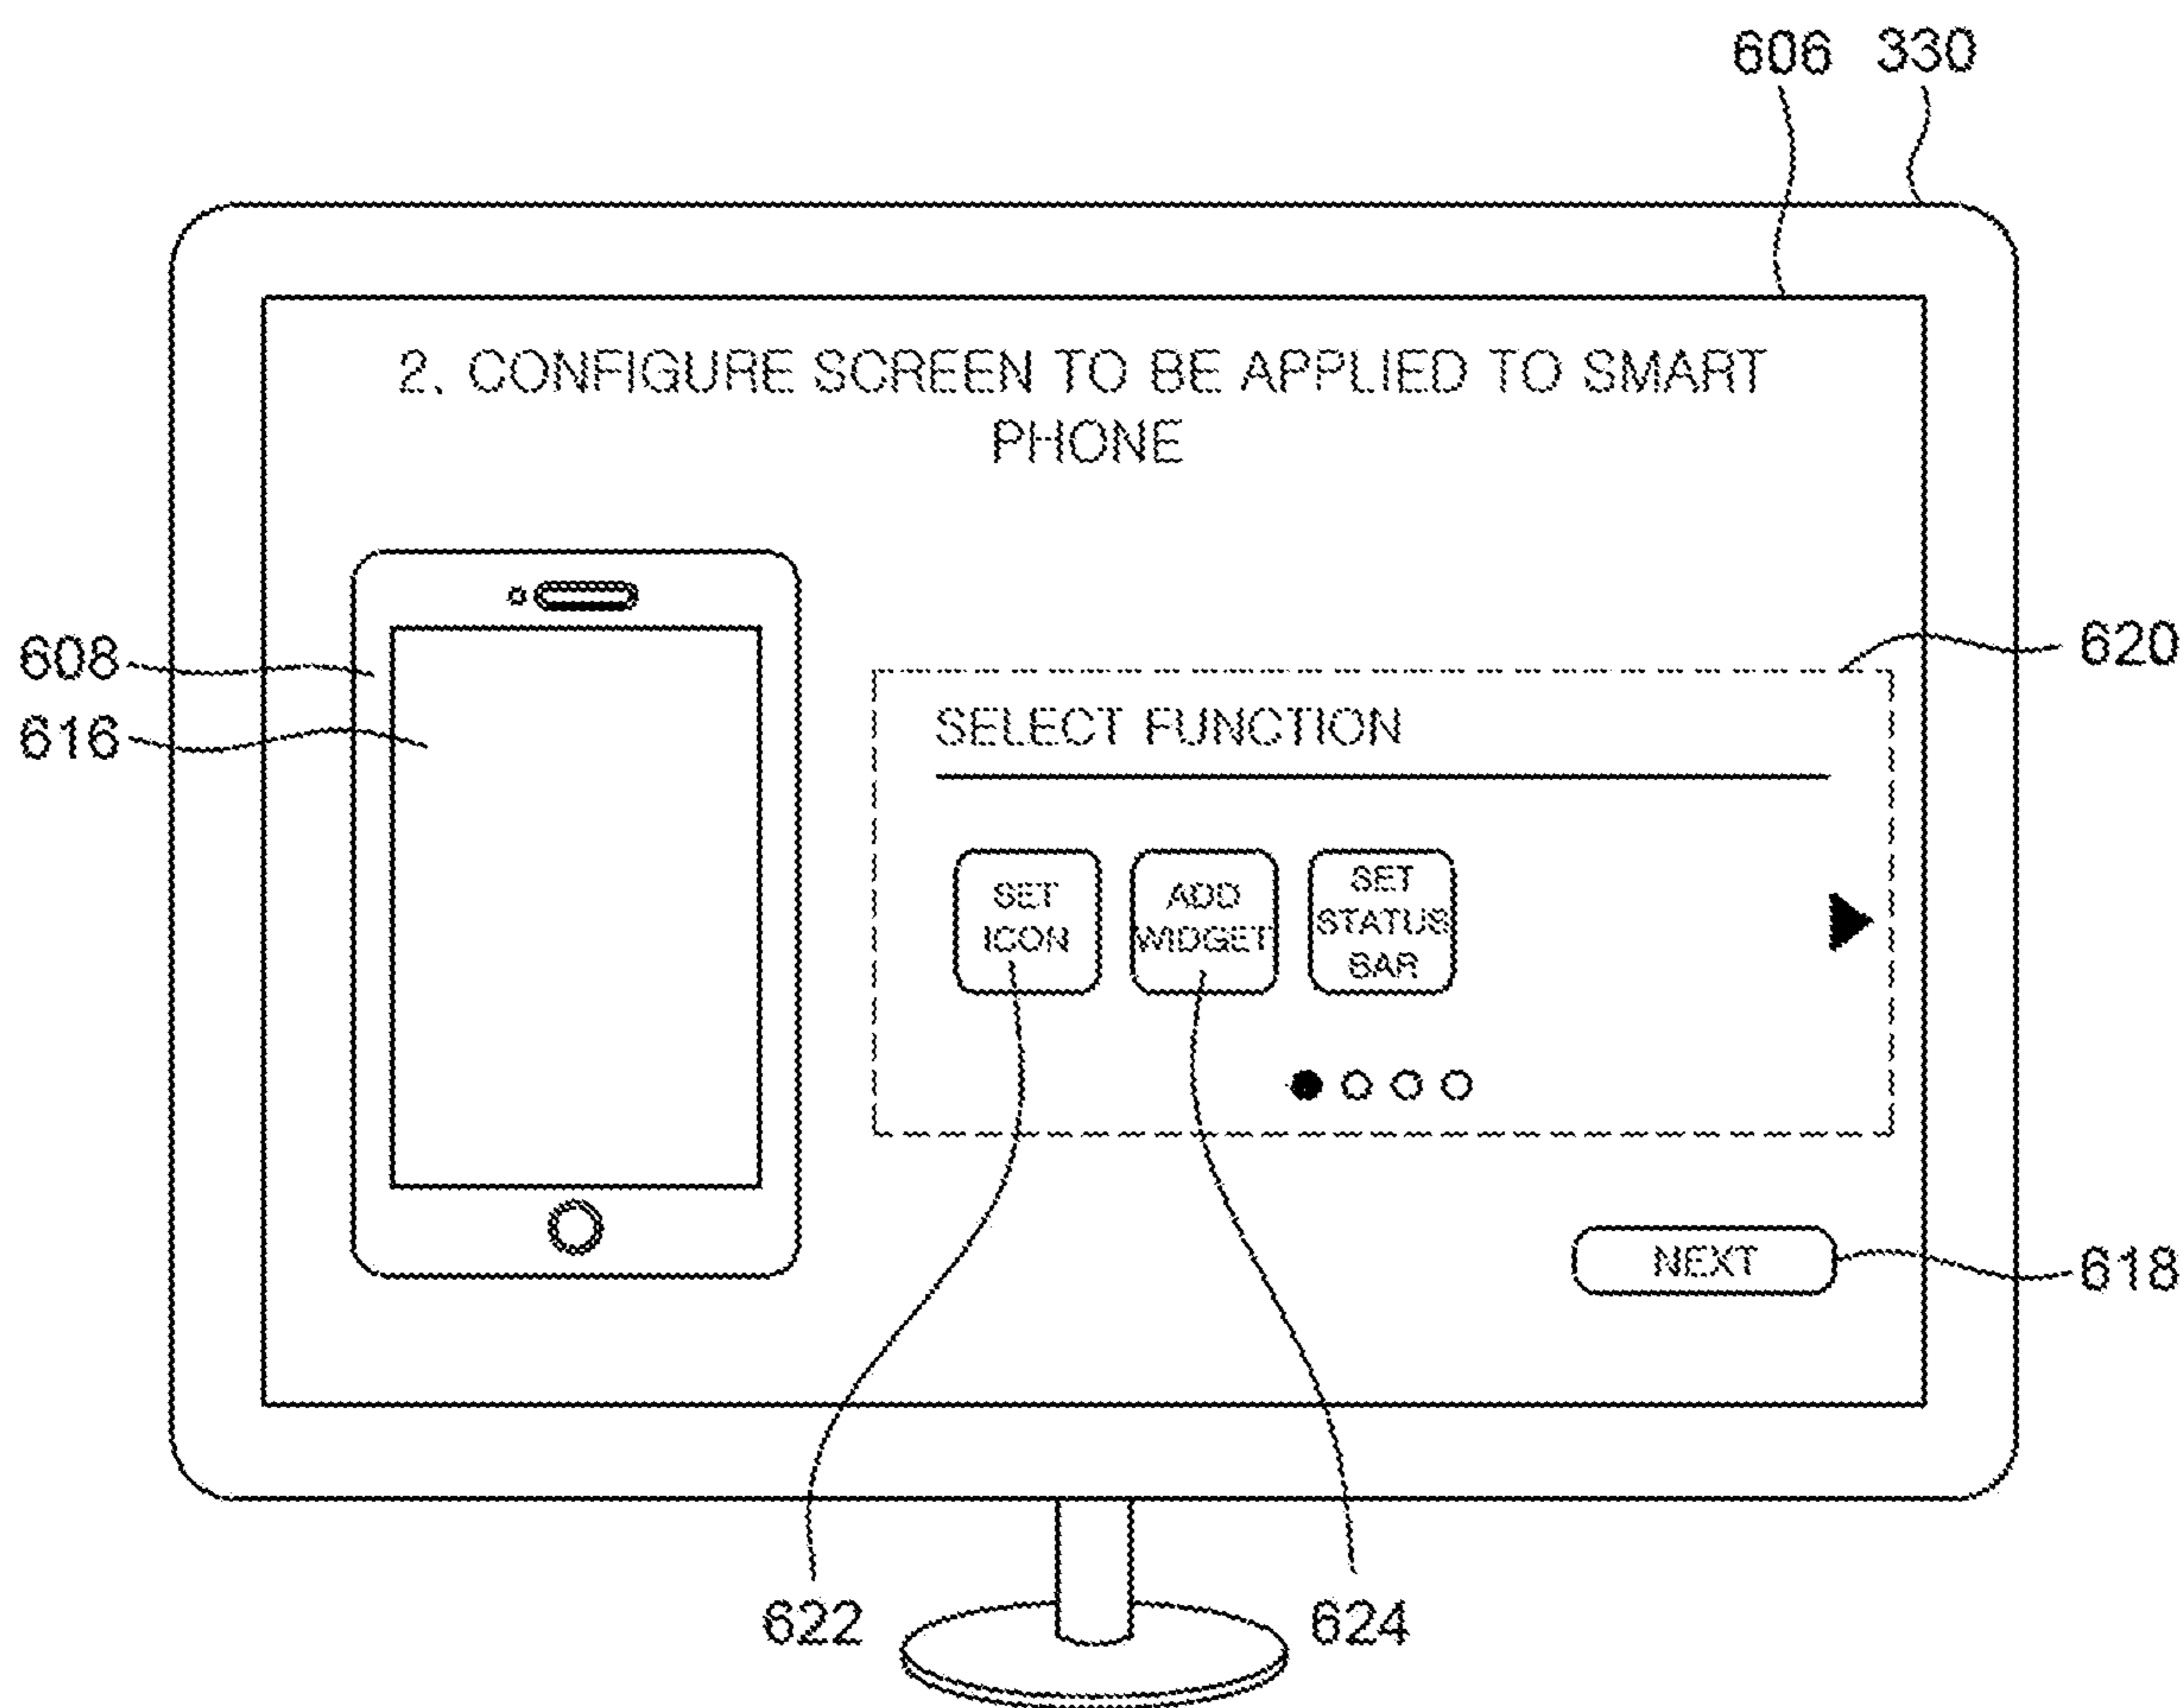 606 330
2. CONFIGURE SCREEN TO BE APPLIED TO SMART
PHONE
608
616
620
SELECT FUNCTION
SET
ICON
ADD
WIDGET
SET
STATUS
BAR
NEXT
618
622
624